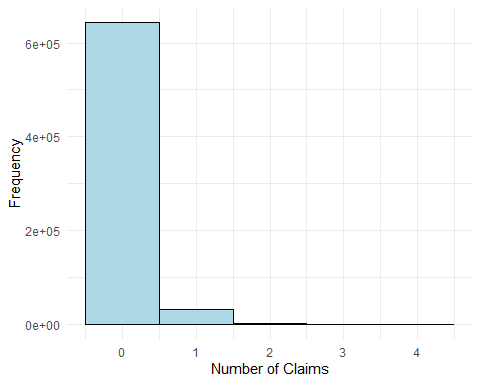 6e+05
4e+05
2e+05
0e+00
Frequency
0 1 2 3 4
Number of Claims